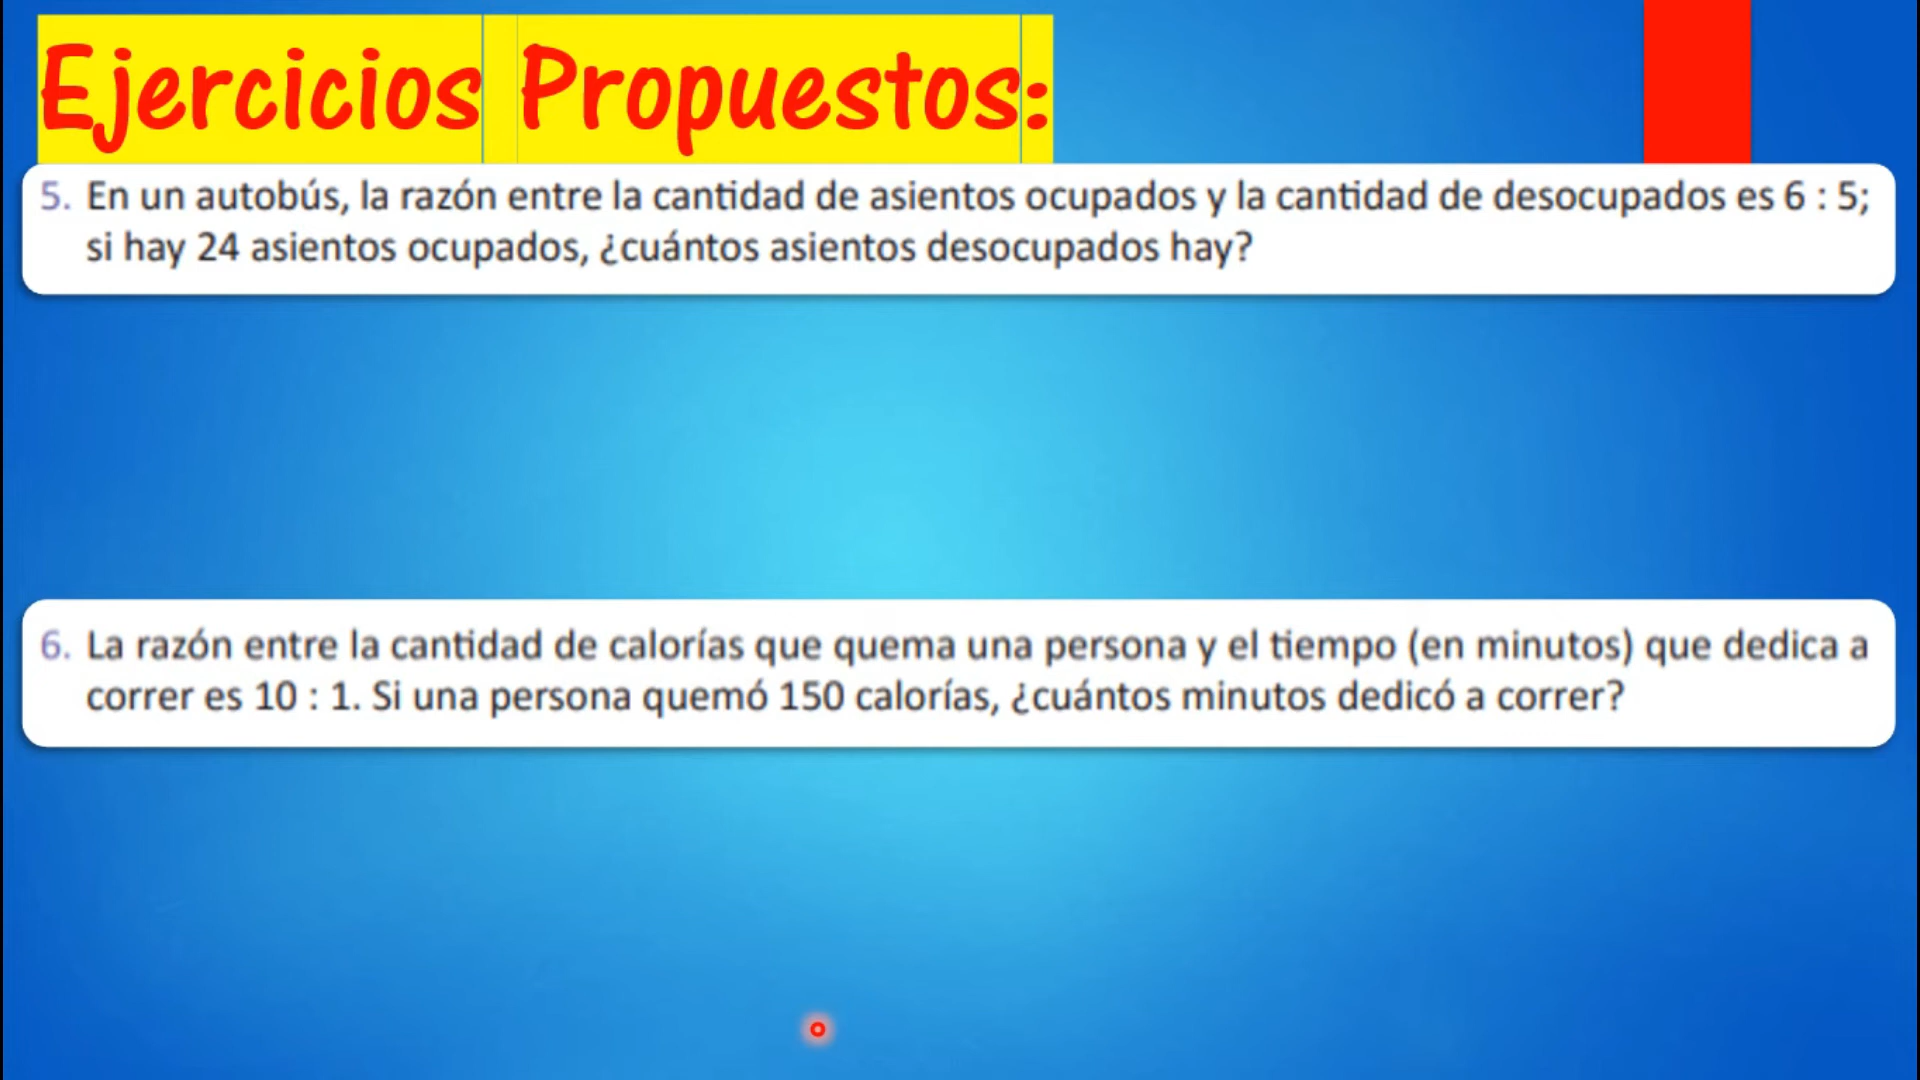 Ejercicios Propuestos:
5. En un autobús, la razón entre la cantidad de asientos ocupados y la cantidad de desocupados es 6 : 5;
si hay 24 asientos ocupados, ¿cuántos asientos desocupados hay?
6. La razón entre la cantidad de calorías que quema una persona y el tiempo (en minutos) que dedica a
correr es 10 : 1. Si una persona quemó 150 calorías, ¿cuántos minutos dedicó a correr?